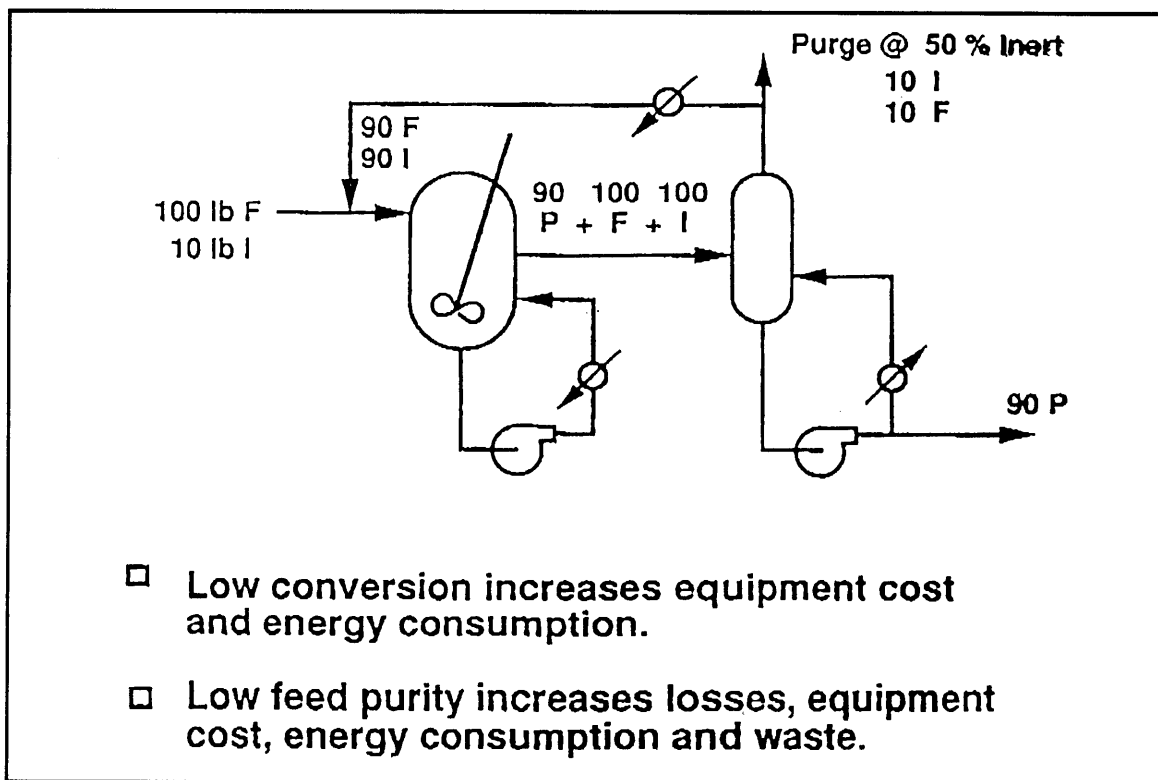 Purge @ 50 % Inert
10 I
10 F
90 F
90 I
100 lb F
10 lb I
90 100 100
P + F + I
90 P
Low conversion increases equipment cost
and energy consumption.
Low feed purity increases losses, equipment
cost, energy consumption and waste.